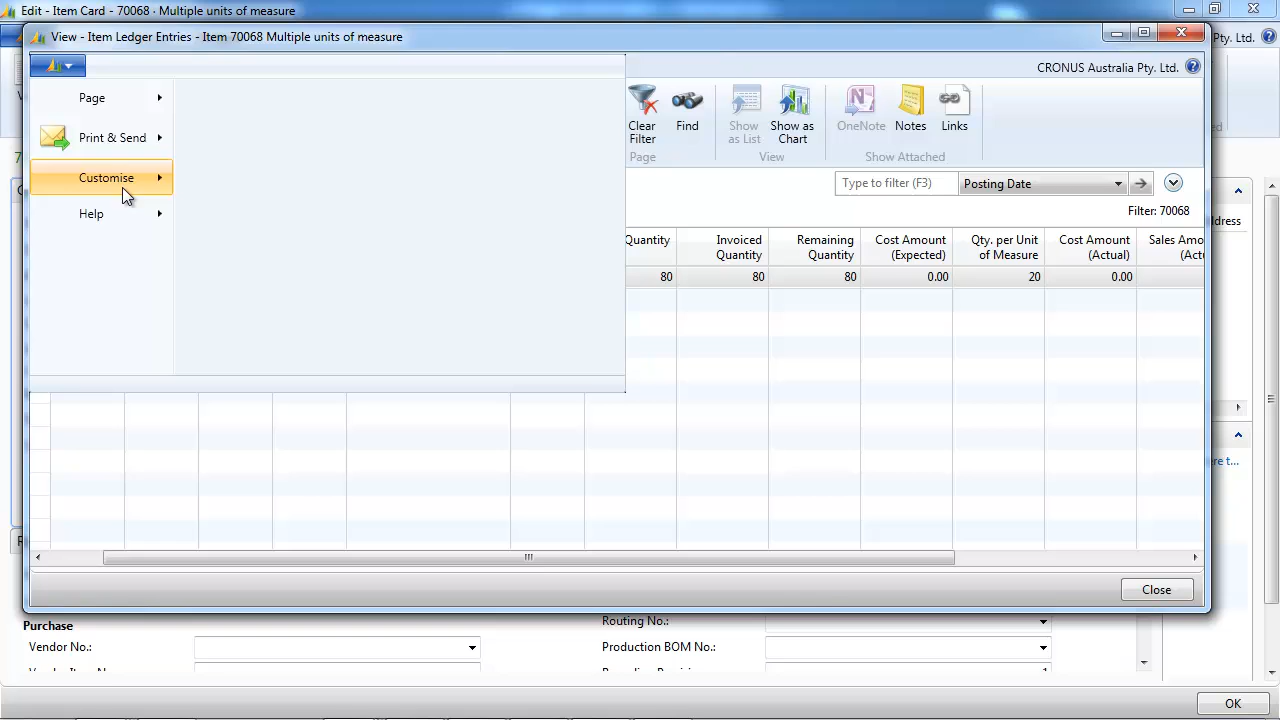 Edit - Item Card - 70068 · Multiple units of measure
View - Item Ledger Entries - Item 70068 Multiple units of measure
Pty. Ltd.
CRONUS Australia Pty. Ltd.
Page
Print & Send
Customise
Help
Clear Filter
Find
Show as List
Show as Chart
OneNote
Notes
Links
Page
View
Show Attached
Type to filter (F3)
Posting Date
Filter: 70068
Quantity
Invoiced Quantity
Remaining Quantity
Cost Amount (Expected)
Qty. per Unit of Measure
Cost Amount (Actual)
Sales Amo
(Actu
80
80
80
0.00
20
0.00
Close
Purchase
Vendor No.:
Routing No.:
Production BOM No.:
OK